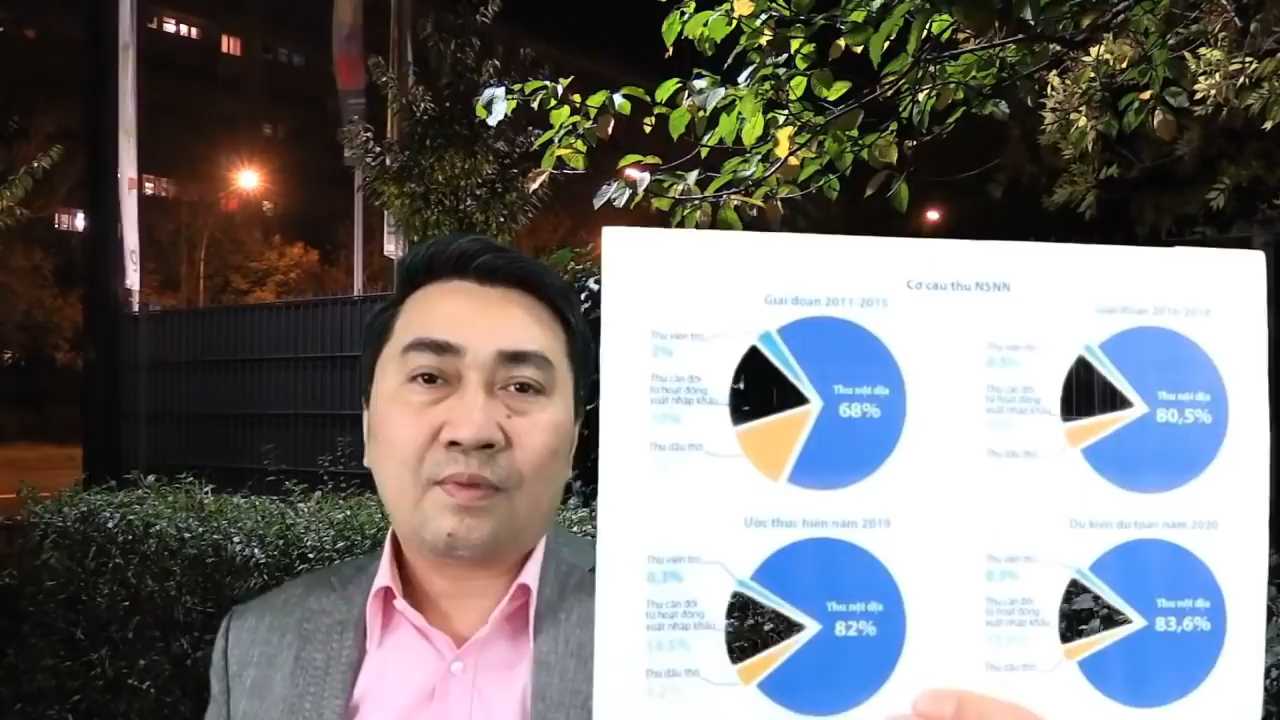 Cơ cấu thu NSNN
Giai đoạn 2011-2015
Thu viện trợ
2%
Thu cân đối
từ hoạt động
xuất nhập khẩu
Thu dầu thô
Thu nội địa
68%
Thu viện trợ
Thu cân đối
từ hoạt động
xuất nhập khẩu
Thu dầu thô
Thu nội địa
80,5%
Ước thực hiện năm 2019
Thu viện trợ
0,3%
Thu cân đối
từ hoạt động
xuất nhập khẩu
Thu dầu thô
Thu nội địa
82%
Dự kiến dự toán năm 2020
Thu viện trợ
Thu cân đối
từ hoạt động
xuất nhập khẩu
Thu dầu thô
Thu nội địa
83,6%